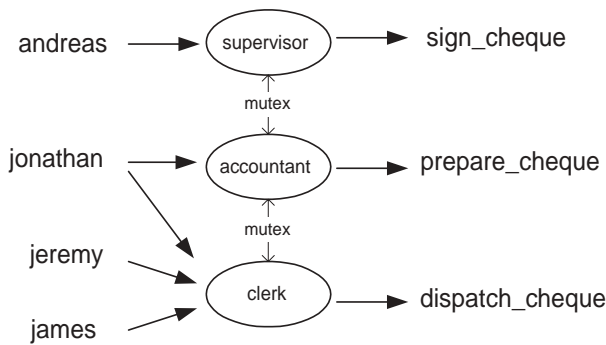 andreas
supervisor
sign_cheque
mutex
jonathan
accountant
prepare_cheque
mutex
jeremy
clerk
dispatch_cheque
james